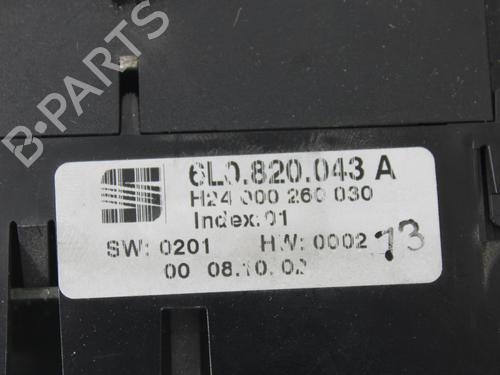 6L0.820.043 A
H24 000 260 030
Index:01
SW: 0201 HW: 0002 13
00 08.10.02
B-PARTS